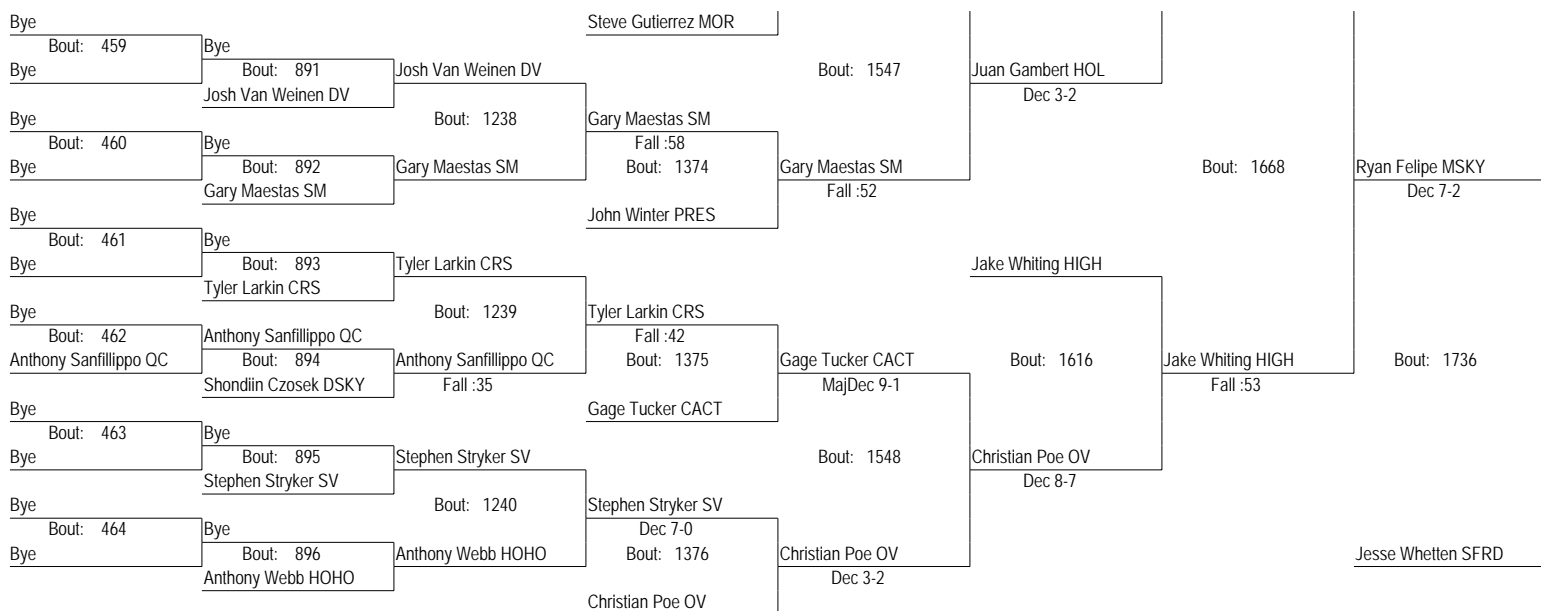 Bye
Steve Gutierrez MOR
Bout: 459
Bye
Bye
Bout: 891
Josh Van Weinen DV
Bout: 1547
Juan Gambert HOL
Josh Van Weinen DV
Dec 3-2
Bye
Bout: 1238
Gary Maestas SM
Bout: 460
Bye
Fall :58
Bye
Bout: 892
Gary Maestas SM
Bout: 1374
Gary Maestas SM
Bout: 1668
Ryan Felipe MSKY
Gary Maestas SM
Fall :52
Dec 7-2
Bye
John Winter PRES
Bout: 461
Bye
Bye
Bout: 893
Tyler Larkin CRS
Jake Whiting HIGH
Tyler Larkin CRS
Bye
Bout: 1239
Tyler Larkin CRS
Bout: 462
Anthony Sanfillippo QC
Fall :42
Anthony Sanfillippo QC
Bout: 894
Anthony Sanfillippo QC
Bout: 1375
Gage Tucker CACT
Bout: 1616
Jake Whiting HIGH
Bout: 1736
Shondiin Czosek DSKY
Fall :35
MajDec 9-1
Fall :53
Bye
Gage Tucker CACT
Bout: 463
Bye
Bye
Bout: 895
Stephen Stryker SV
Bout: 1548
Christian Poe OV
Stephen Stryker SV
Dec 8-7
Bye
Bout: 1240
Stephen Stryker SV
Bout: 464
Bye
Dec 7-0
Bye
Bout: 896
Anthony Webb HOHO
Bout: 1376
Christian Poe OV
Jesse Whetten SFRD
Anthony Webb HOHO
Dec 3-2
Christian Poe OV